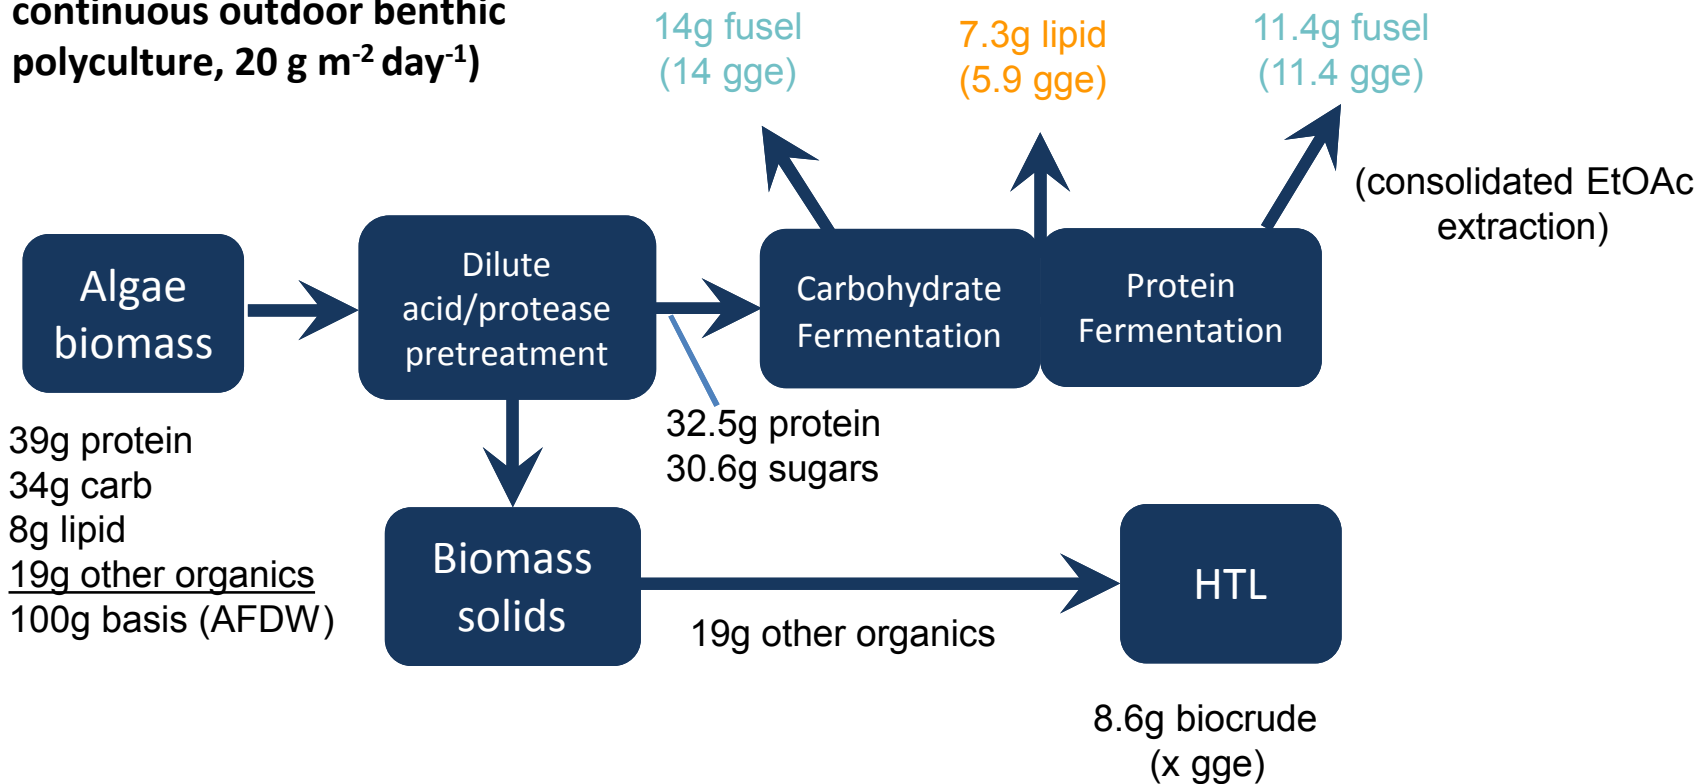 continuous outdoor benthic
polyculture, 20 g m-2 day-1)
14g fusel
(14 gge)
7.3g lipid
(5.9 gge)
11.4g fusel
(11.4 gge)
(consolidated EtOAc
extraction)
Algae
biomass
Dilute
acid/protease
pretreatment
Carbohydrate
Fermentation
Protein
Fermentation
39g protein
34g carb
8g lipid
19g other organics
100g basis (AFDW)
32.5g protein
30.6g sugars
Biomass
solids
19g other organics
HTL
8.6g biocrude
(x gge)